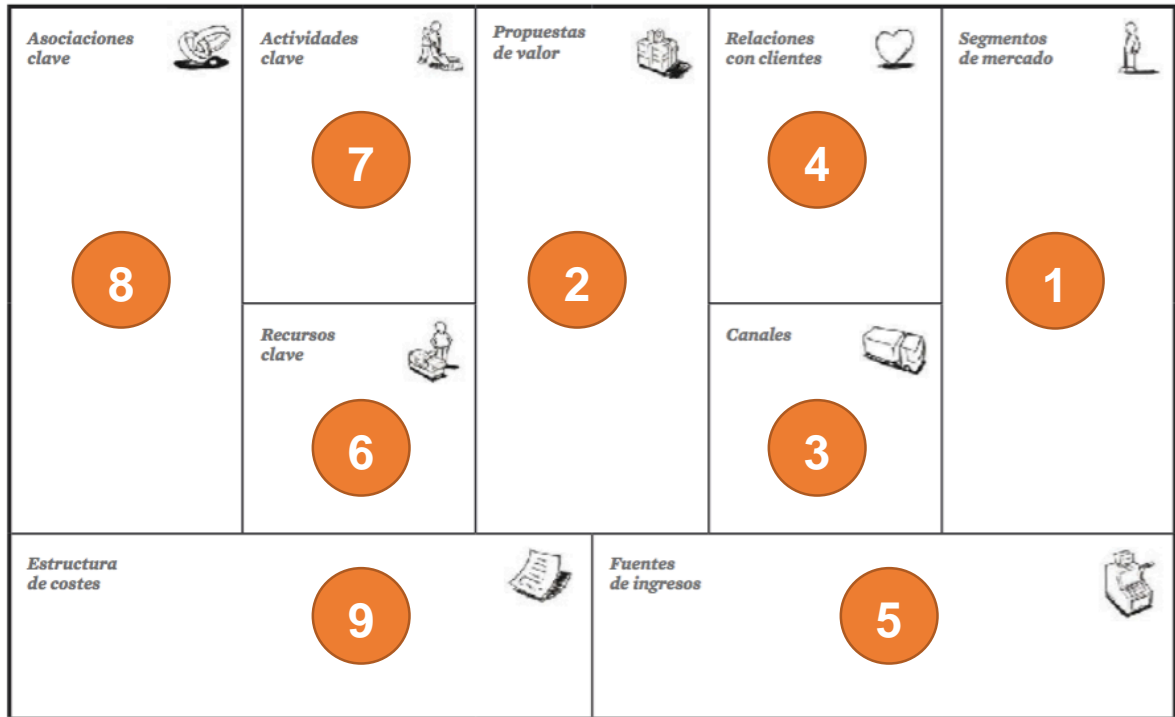 Asociaciones
clave
8
Actividades
clave
7
Recursos
clave
6
Propuestas
de valor
2
Relaciones
con clientes
4
Canales
3
Segmentos
de mercado
1
Estructura
de costes
9
Fuentes
de ingresos
5